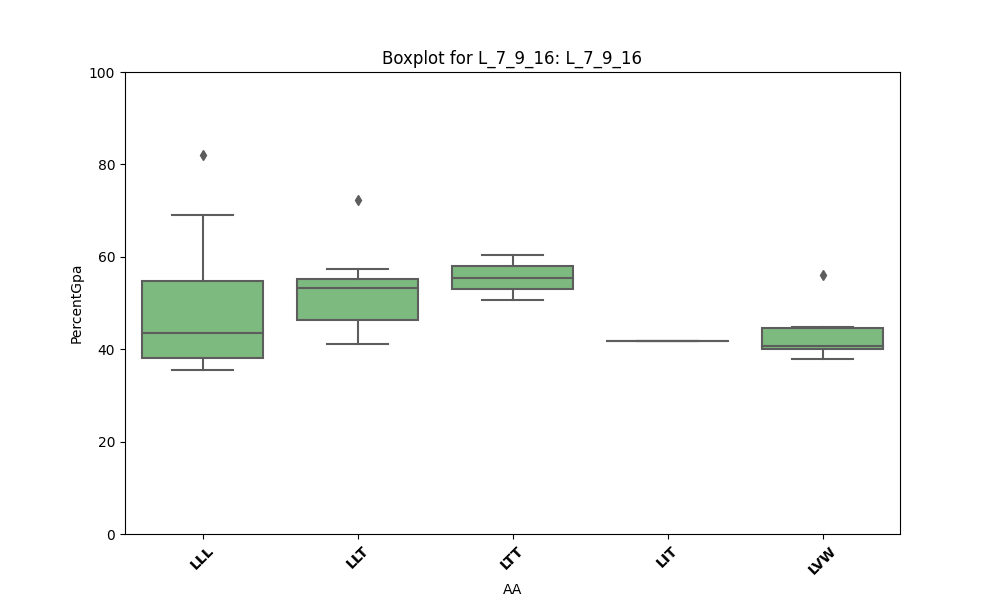 Boxplot for L_7_9_16: L_7_9_16
100
80
60
40
20
0
PercentGpa
LLL
LLT
LTT
LIT
LVW
AA